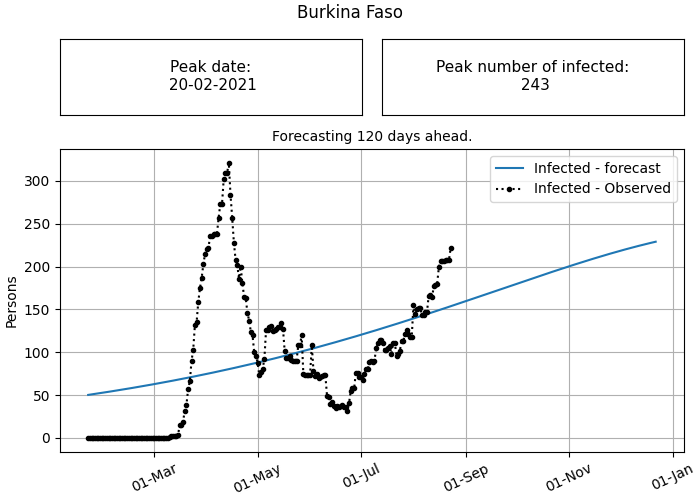 Burkina Faso
Peak date:
20-02-2021
Peak number of infected:
243
Forecasting 120 days ahead.
Infected - forecast
Infected - Observed
Persons
300
250
200
150
100
50
0
01-Mar
01-May
01-Jul
01-Sep
01-Nov
01-Jan